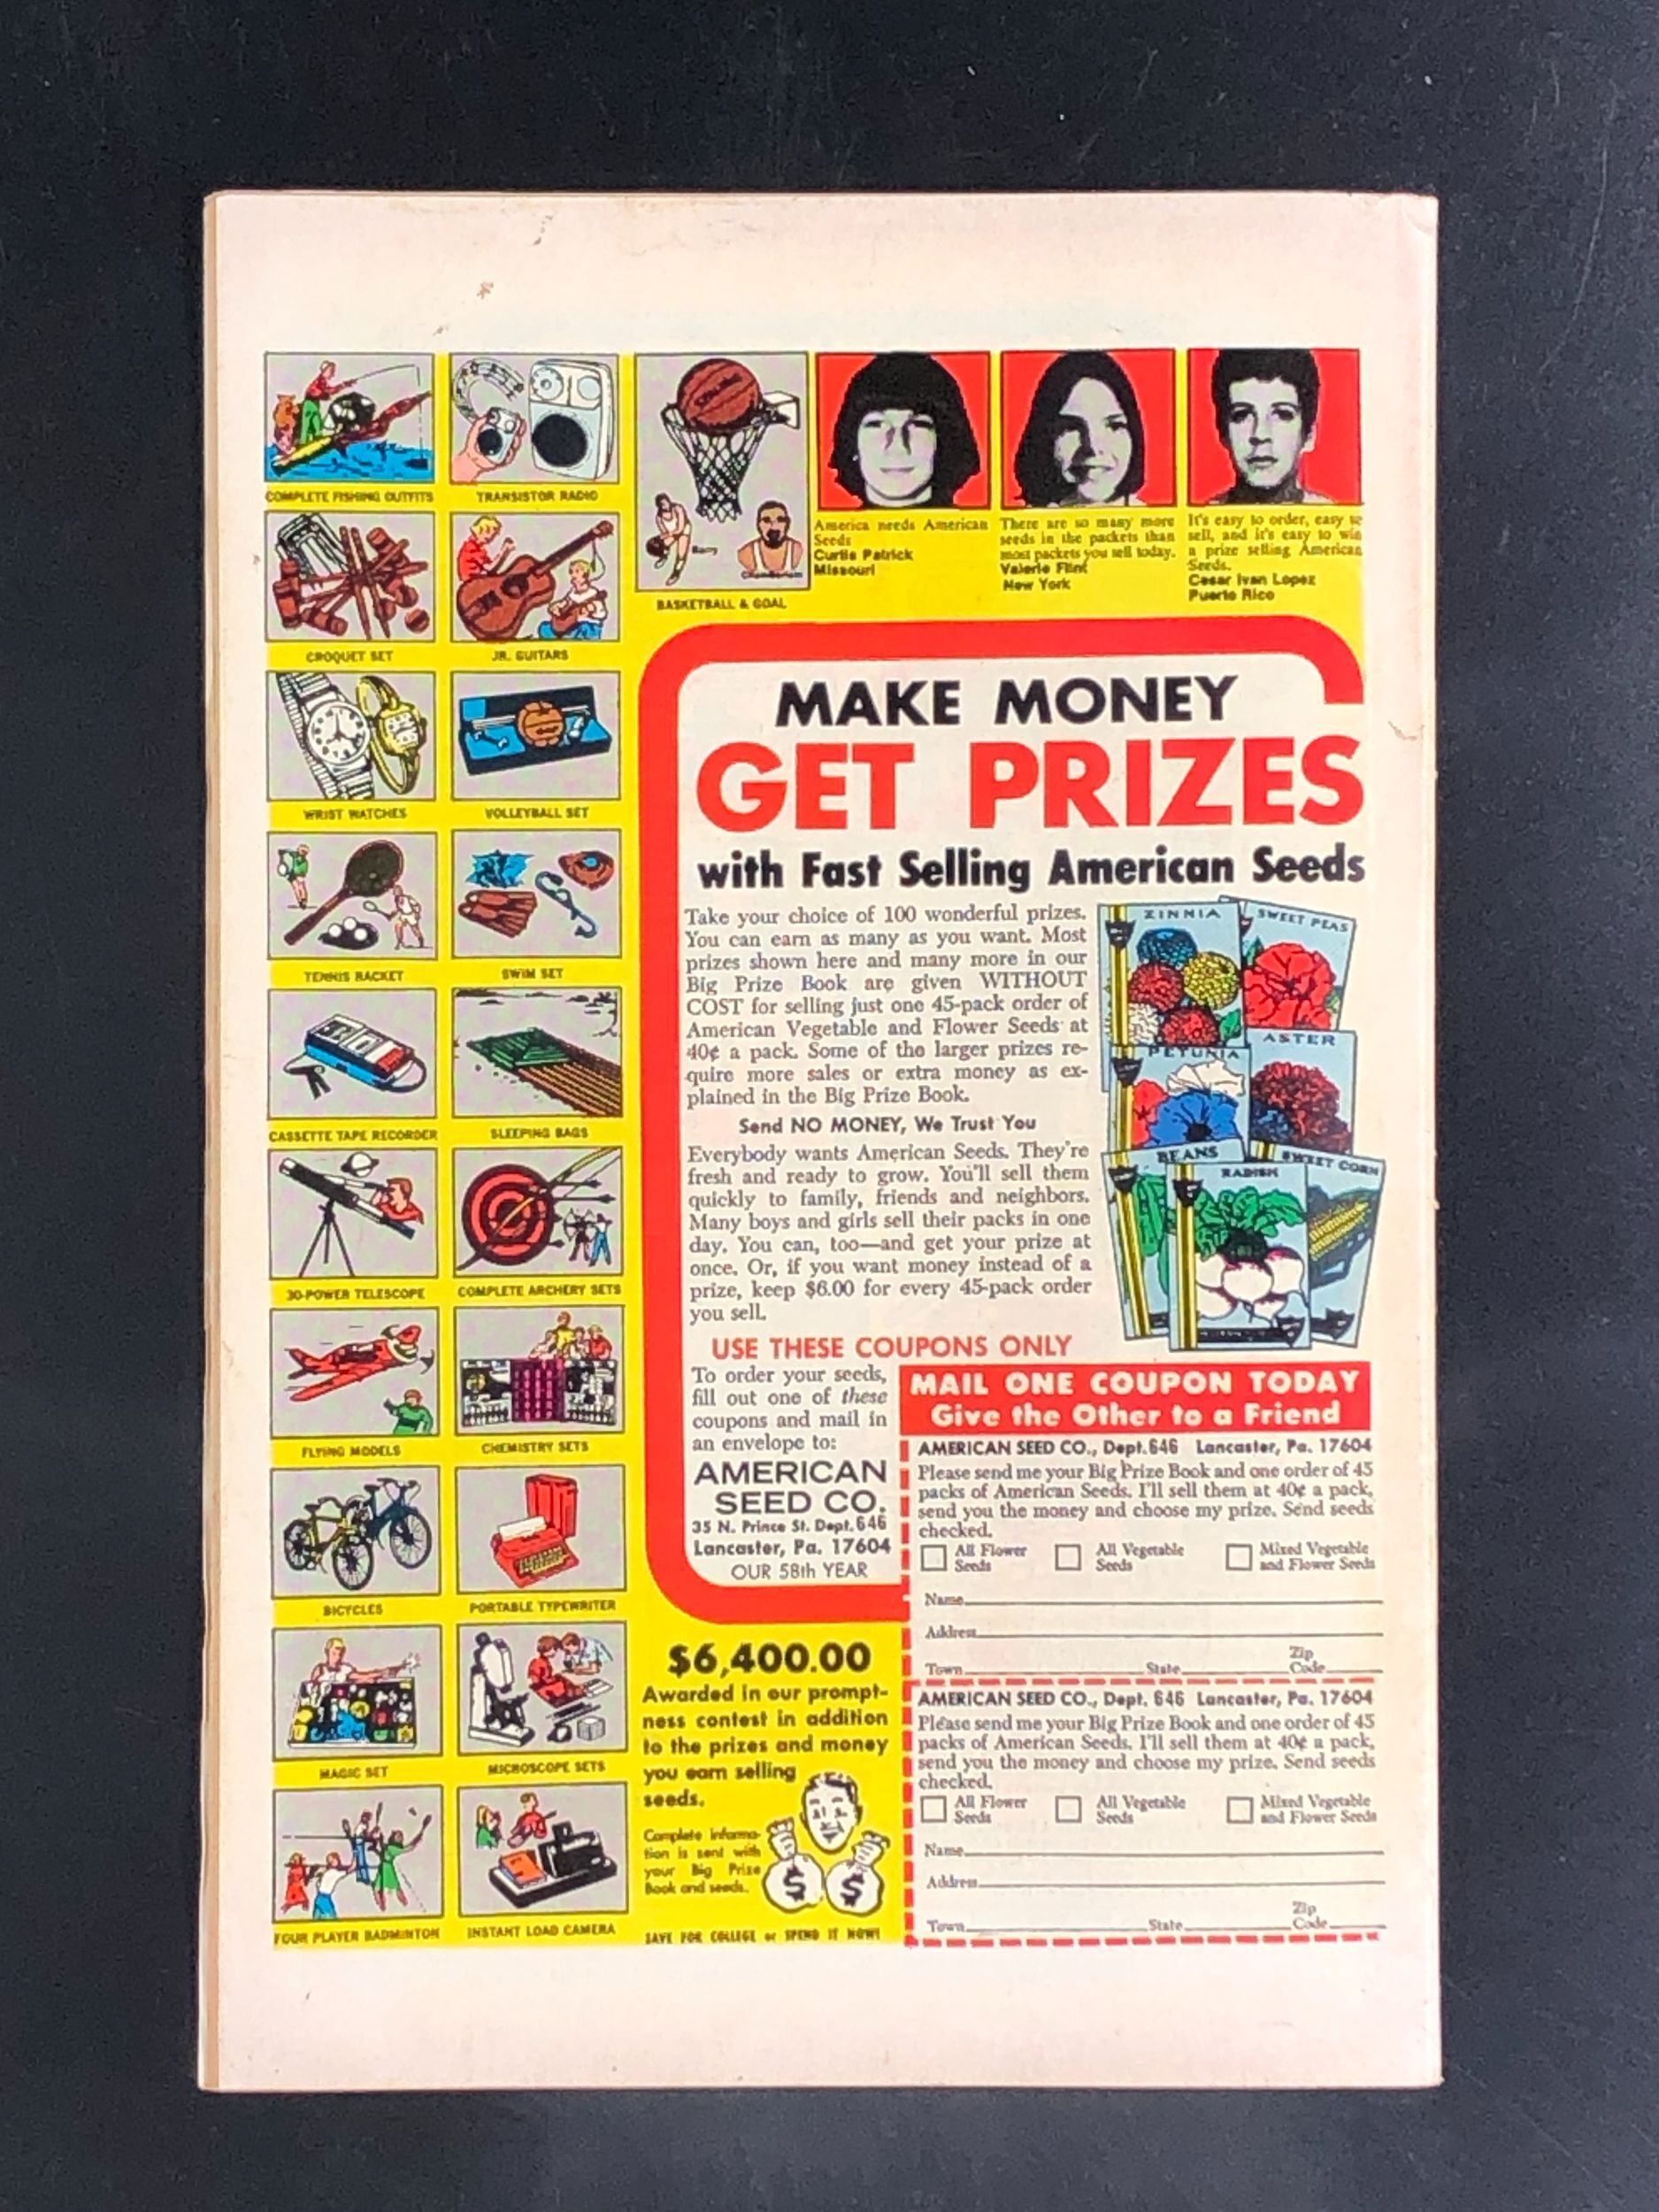 COMPLETE FISHING OUTFITS
TRANSISTOR RADIO
CROQUET SET
JR. GUITARS
WRIST WATCHES
VOLLEYBALL SET
TENNIS RACKET
SWIM SET
CASSETTE TAPE RECORDER
SLEEPING BAGS
30-POWER TELESCOPE
COMPLETE ARCHERY SETS
FLYING MODELS
CHEMISTRY SETS
BICYCLES
PORTABLE TYPEWRITER
MAGIC SET
MICROSCOPE SETS
FOUR PLAYER BADMINTON
INSTANT LOAD CAMERA
Barry
Chamberlain
BASKETBALL & GOAL
America needs American
Seeds
Curtis Patrick
Missouri
There are so many more
seeds in the packets than
most packets you sell today.
Valerie Flint
New York
It's easy to order, easy to
sell, and it's easy to win
a prize selling American
Seeds.
Cesar Ivan Lopez
Puerto Rico
MAKE MONEY
GET PRIZES
with Fast Selling American Seeds
Take your choice of 100 wonderful prizes.
You can earn as many as you want. Most
prizes shown here and many more in our
Big Prize Book are given WITHOUT
COST for selling just one 45-pack order of
American Vegetable and Flower Seeds at
40¢ a pack. Some of the larger prizes re-
quire more sales or extra money as ex-
plained in the Big Prize Book.
Send NO MONEY, We Trust You
Everybody wants American Seeds. They're
fresh and ready to grow. You'll sell them
quickly to family, friends and neighbors.
Many boys and girls sell their packs in one
day. You can, too—and get your prize at
once. Or, if you want money instead of a
prize, keep $6.00 for every 45-pack order
you sell.
ZINNIA
SWEET PEAS
PETUNIA
ASTER
BEANS
RADISH
SWEET CORN
USE THESE COUPONS ONLY
To order your seeds,
fill out one of these
coupons and mail in
an envelope to:
AMERICAN
SEED CO.
35 N. Prince St. Dept. 646
Lancaster, Pa. 17604
OUR 58th YEAR
MAIL ONE COUPON TODAY
Give the Other to a Friend
AMERICAN SEED CO., Dept. 646 Lancaster, Pa. 17604
Please send me your Big Prize Book and one order of 45
packs of American Seeds. I'll sell them at 40¢ a pack,
send you the money and choose my prize. Send seeds
checked.
All Flower
Seeds
All Vegetable
Seeds
Mixed Vegetable
and Flower Seeds
Name
Address
Town State Zip
Code
AMERICAN SEED CO., Dept. 646 Lancaster, Pa. 17604
Please send me your Big Prize Book and one order of 45
packs of American Seeds. I'll sell them at 40¢ a pack,
send you the money and choose my prize. Send seeds
checked.
All Flower
Seeds
All Vegetable
Seeds
Mixed Vegetable
and Flower Seeds
Name
Address
Town State Zip
Code
$6,400.00
Awarded in our prompt-
ness contest in addition
to the prizes and money
you earn selling
seeds.
Complete informa-
tion is sent with
your Big Prize
Book and seeds.
$ $
SAVE FOR COLLEGE or SPEND IT NOW!